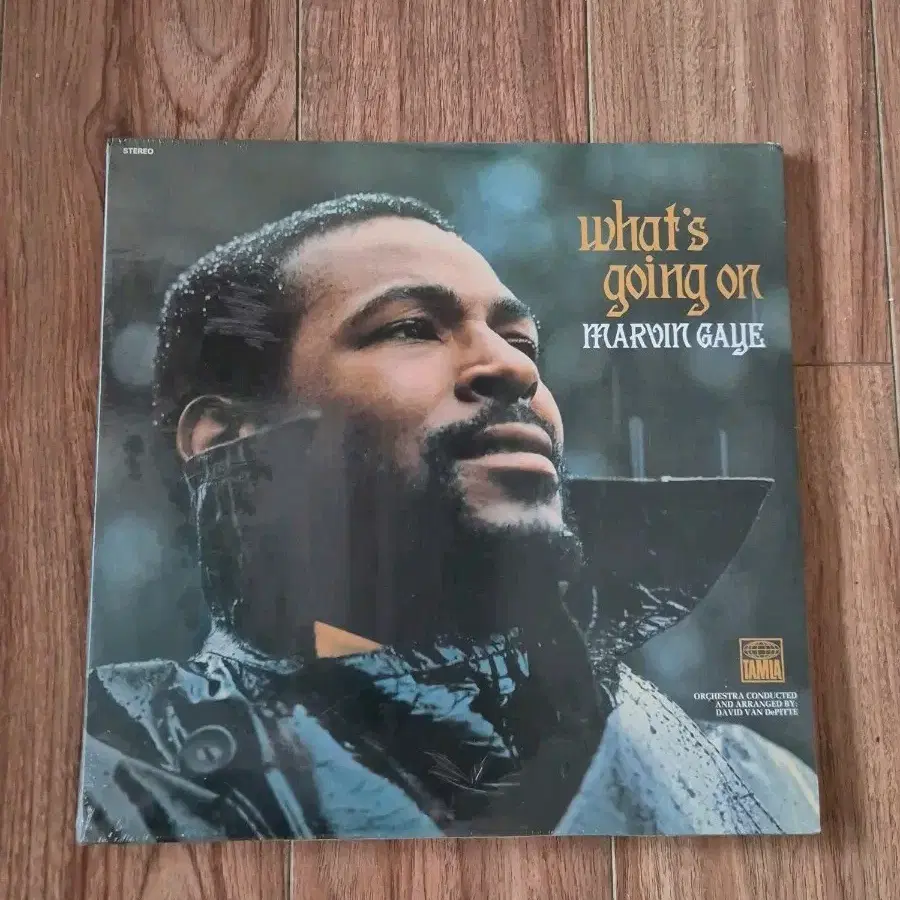 STEREO
what's
going on
MARVIN GAYE
TAMLA
ORCHESTRA CONDUCTED
AND ARRANGED BY:
DAVID VAN DePITTE